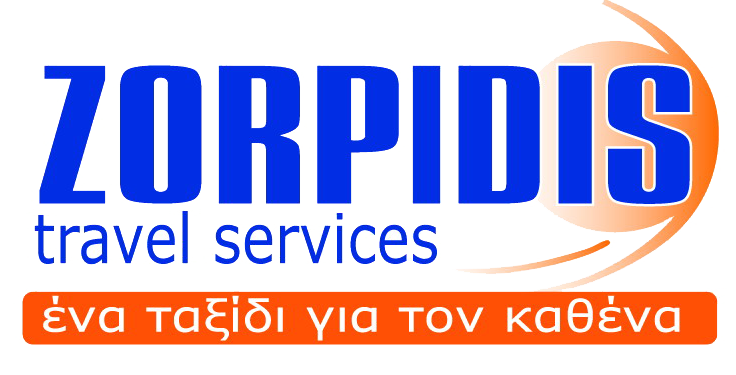 ZORPIDIS
travel services
ένα ταξίδι για τον καθένα